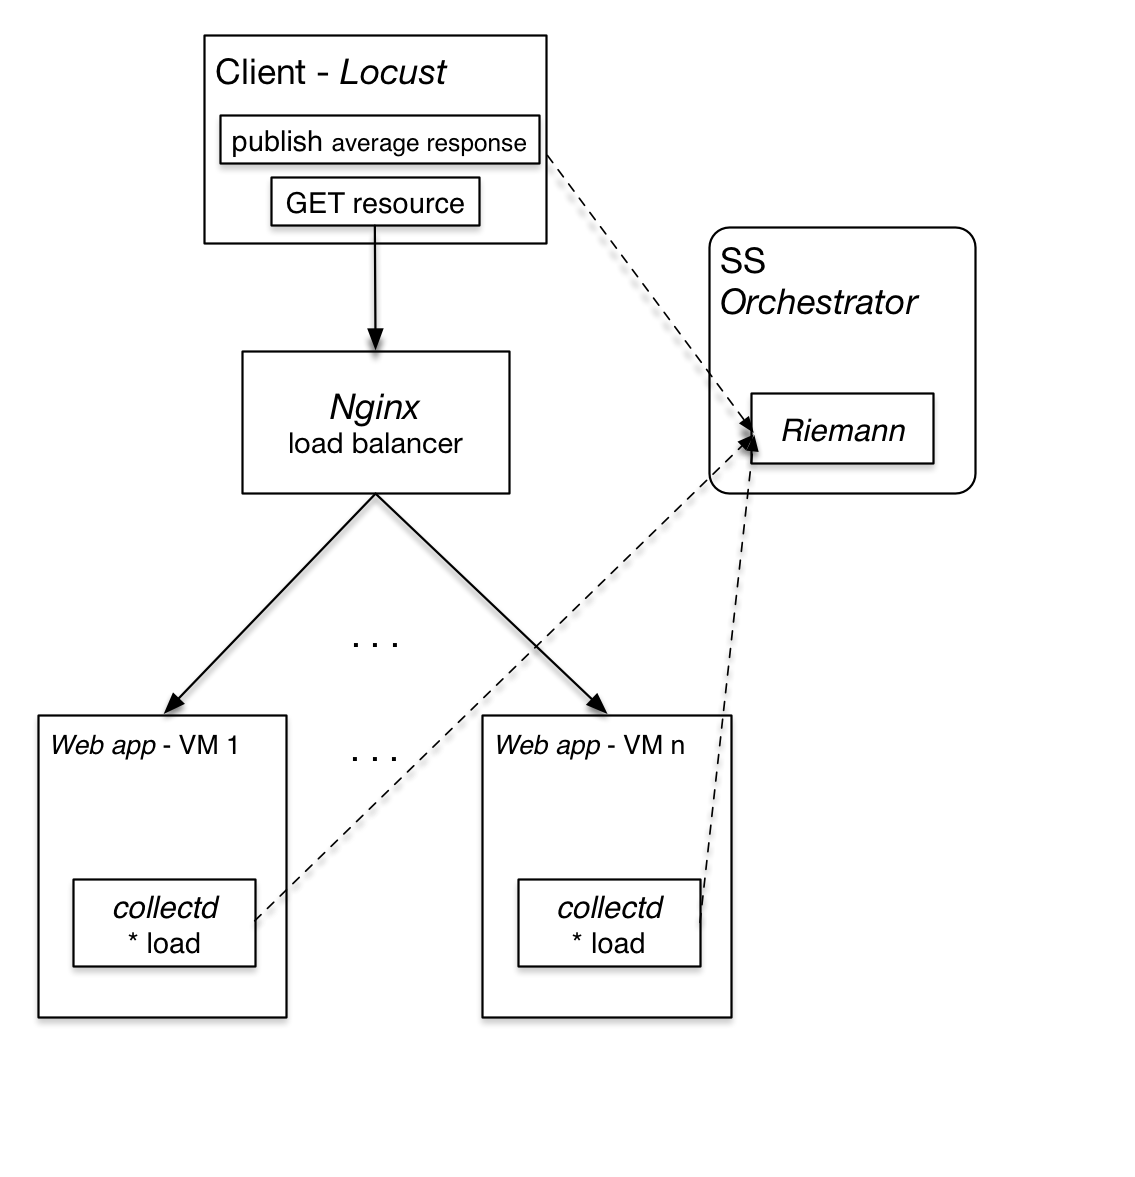 Client - Locust
publish average response
GET resource
SS
Orchestrator
Riemann
Nginx
load balancer
. . .
Web app - VM 1
. . .
Web app - VM n
collectd
* load
collectd
* load